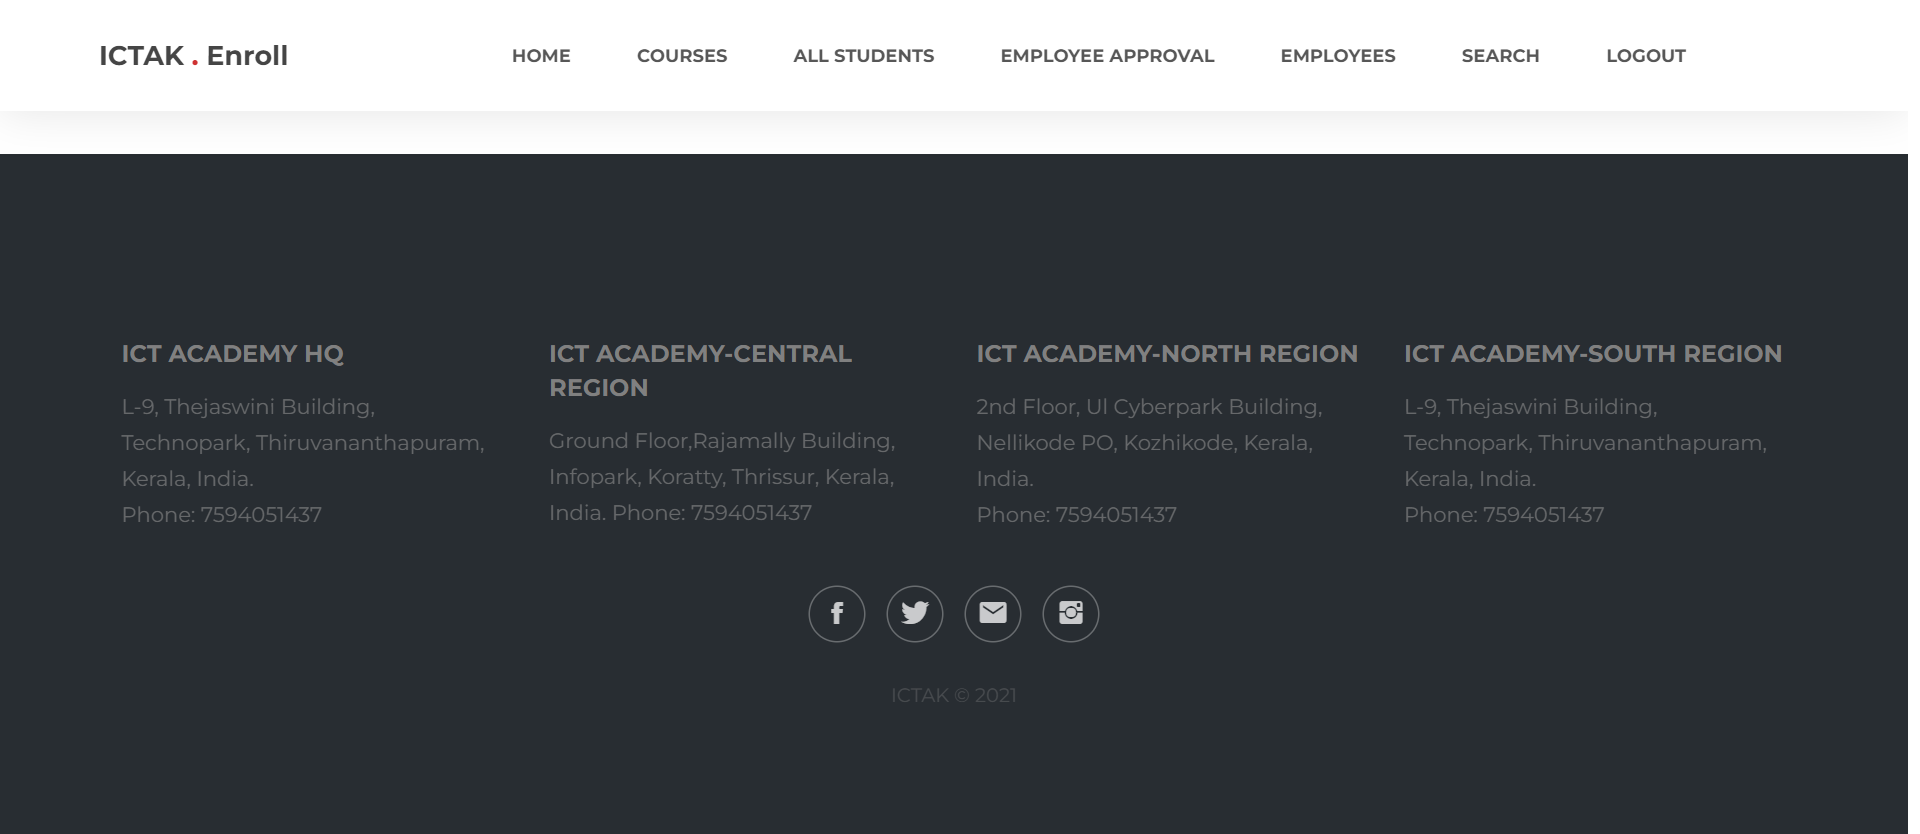 ICTAK . Enroll
HOME
COURSES
ALL STUDENTS
EMPLOYEE APPROVAL
EMPLOYEES
SEARCH
LOGOUT
ICT ACADEMY HQ
L-9, Thejaswini Building,
Technopark, Thiruvananthapuram,
Kerala, India.
Phone: 7594051437
ICT ACADEMY-CENTRAL
REGION
Ground Floor,Rajamally Building,
Infopark, Koratty, Thrissur, Kerala,
India. Phone: 7594051437
ICT ACADEMY-NORTH REGION
2nd Floor, Ul Cyberpark Building,
Nellikode PO, Kozhikode, Kerala,
India.
Phone: 7594051437
ICT ACADEMY-SOUTH REGION
L-9, Thejaswini Building,
Technopark, Thiruvananthapuram,
Kerala, India.
Phone: 7594051437
ICTAK © 2021